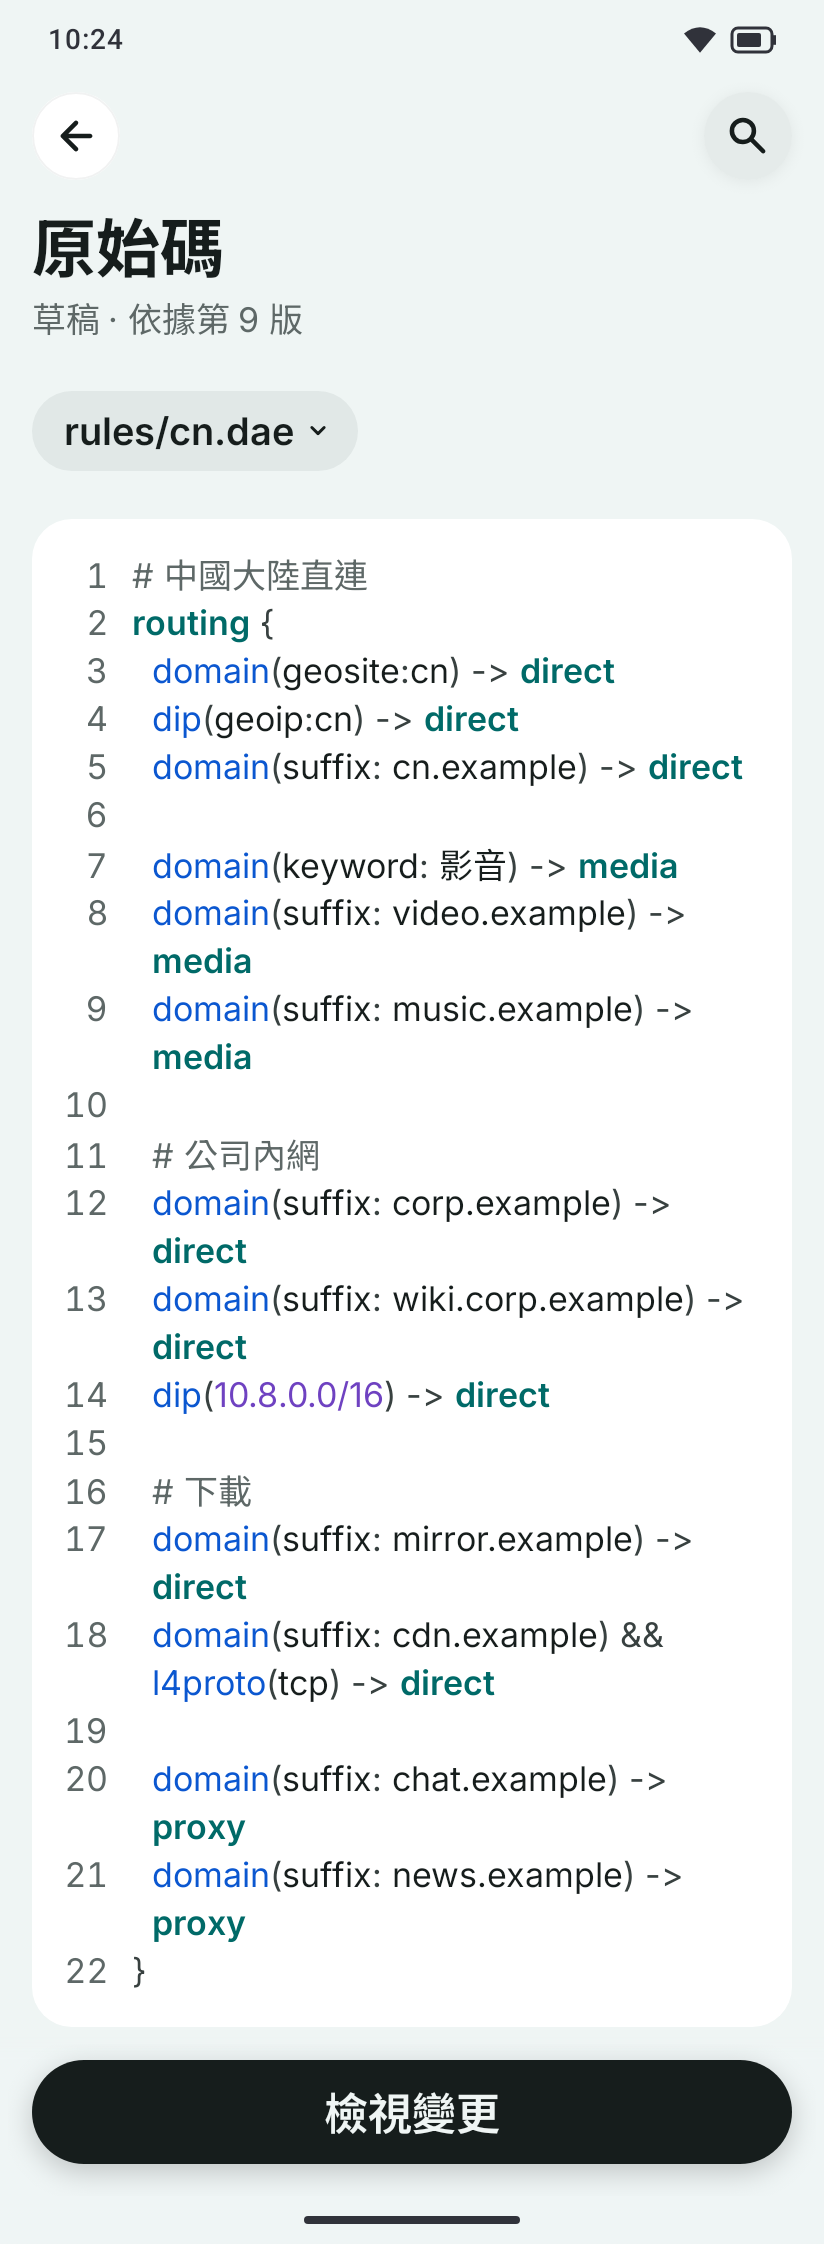 10:24
原始碼
草稿 · 依據第 9 版
rules/cn.dae
1 # 中國大陸直連
2 routing {
3 domain(geosite:cn) -> direct
4 dip(geoip:cn) -> direct
5 domain(suffix: cn.example) -> direct
6
7 domain(keyword: 影音) -> media
8 domain(suffix: video.example) ->
media
9 domain(suffix: music.example) ->
media
10
11 # 公司內網
12 domain(suffix: corp.example) ->
direct
13 domain(suffix: wiki.corp.example) ->
direct
14 dip(10.8.0.0/16) -> direct
15
16 # 下載
17 domain(suffix: mirror.example) ->
direct
18 domain(suffix: cdn.example) &&
l4proto(tcp) -> direct
19
20 domain(suffix: chat.example) ->
proxy
21 domain(suffix: news.example) ->
proxy
22 }
檢視變更